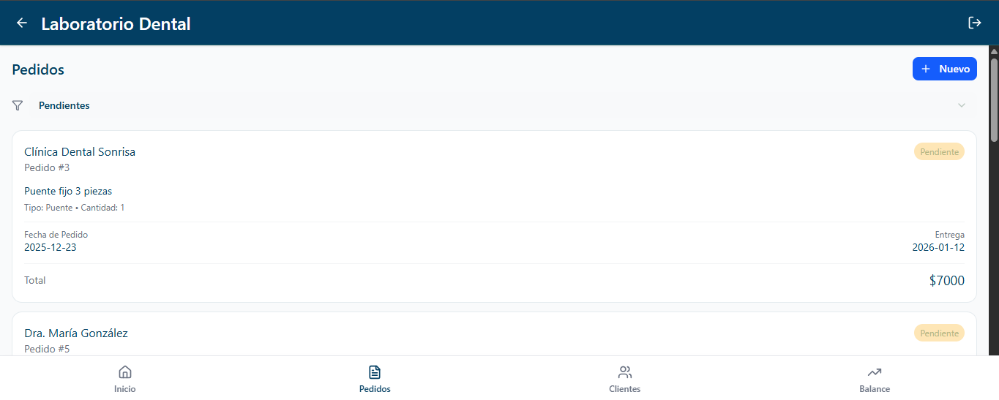 Laboratorio Dental
Pedidos
Nuevo
Pendientes
Clínica Dental Sonrisa
Pendiente
Pedido #3
Puente fijo 3 piezas
Tipo: Puente • Cantidad: 1
Fecha de Pedido
Entrega
2025-12-23
2026-01-12
Total
$7000
Dra. María González
Pendiente
Pedido #5
Inicio
Pedidos
Clientes
Balance